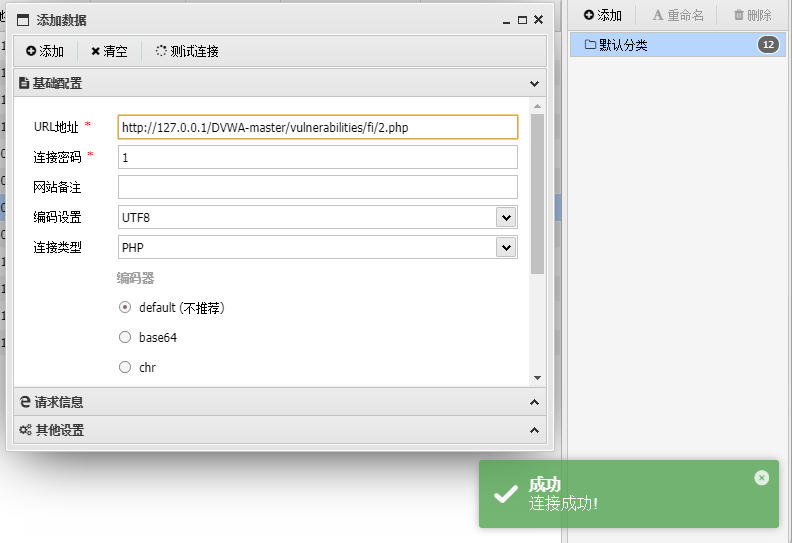 添加数据
添加 清空 测试连接
基础配置
URL地址 * http://127.0.0.1/DVWA-master/vulnerabilities/fi/2.php
连接密码 * 1
网站备注
编码设置 UTF8
连接类型 PHP
编码器
default (不推荐)
base64
chr
请求信息
其他设置
添加 重命名 删除
默认分类 12
成功
连接成功!